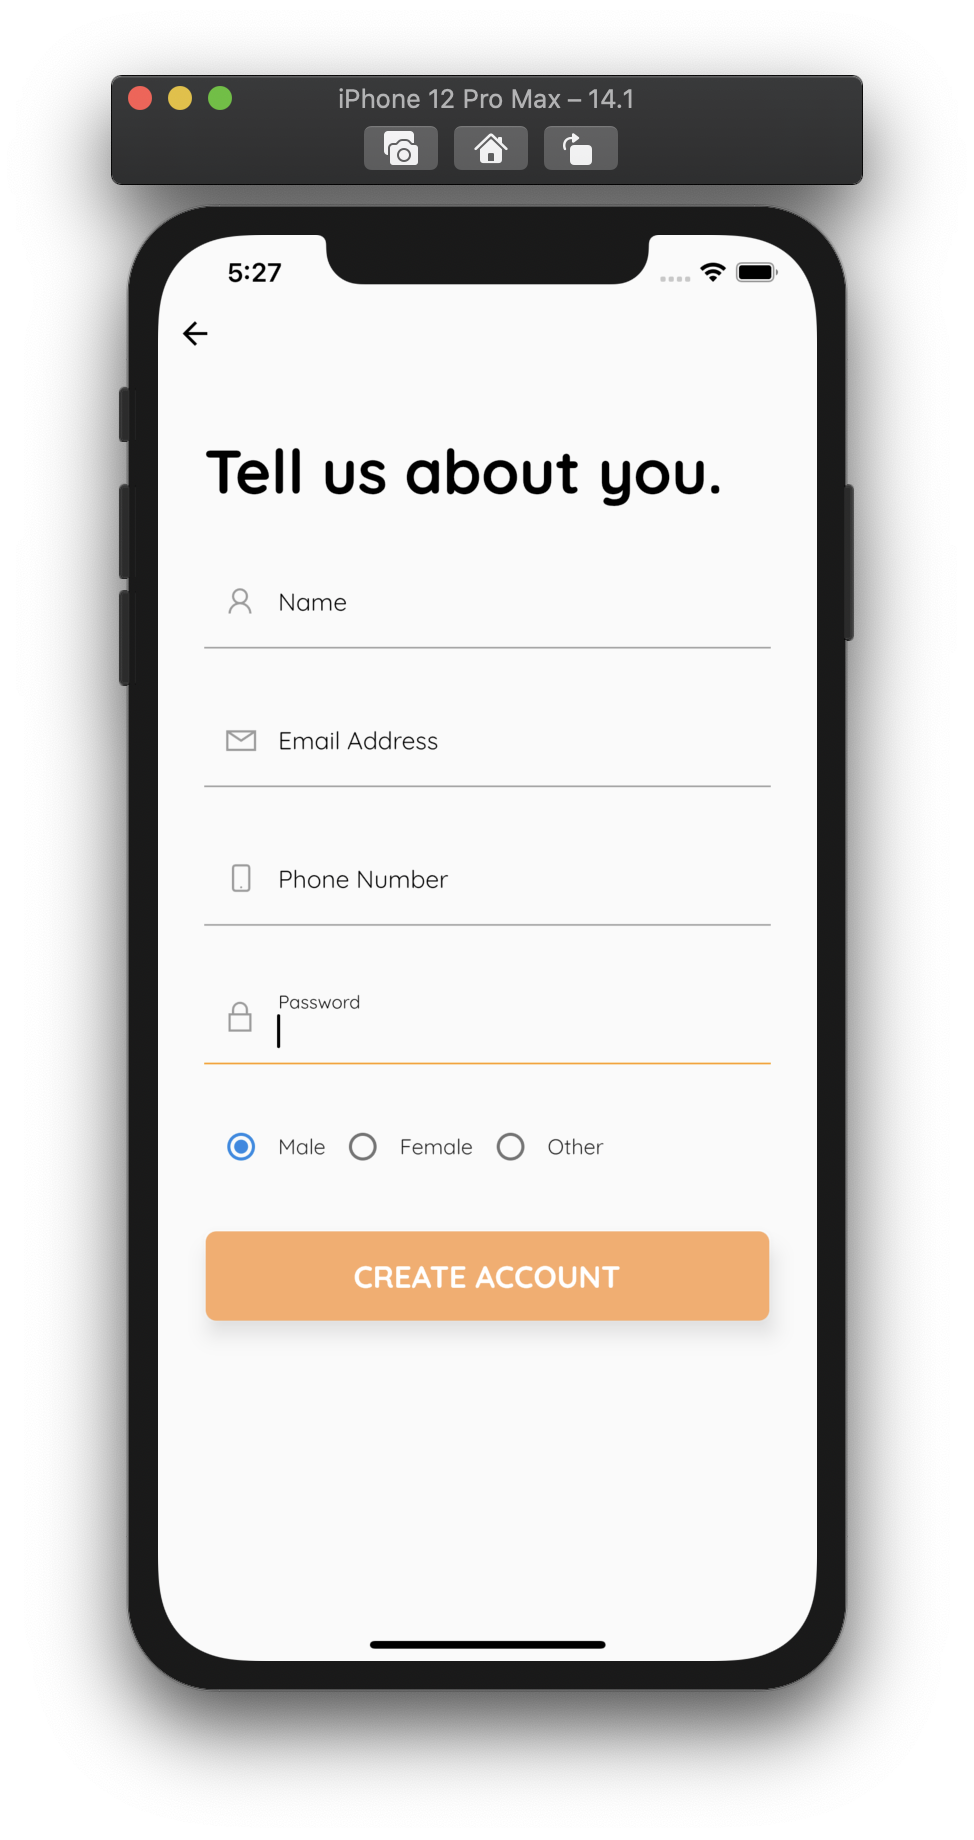 iPhone 12 Pro Max – 14.1
5:27
Tell us about you.
Name
Email Address
Phone Number
Password
Male Female Other
CREATE ACCOUNT